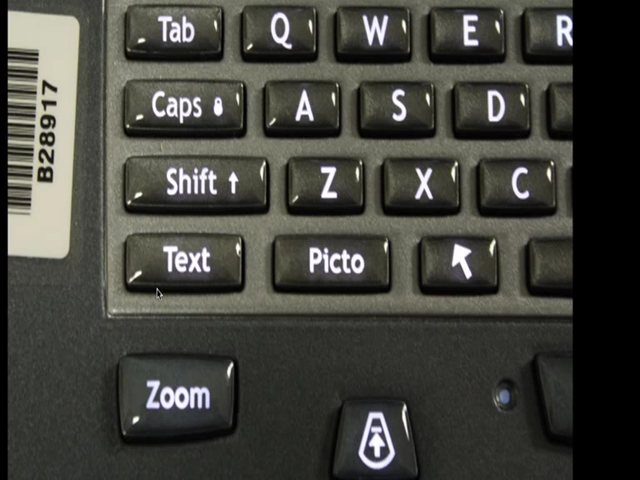 B28917
Tab Q W E R
Caps A S D
Shift Z X C
Text Picto
Zoom